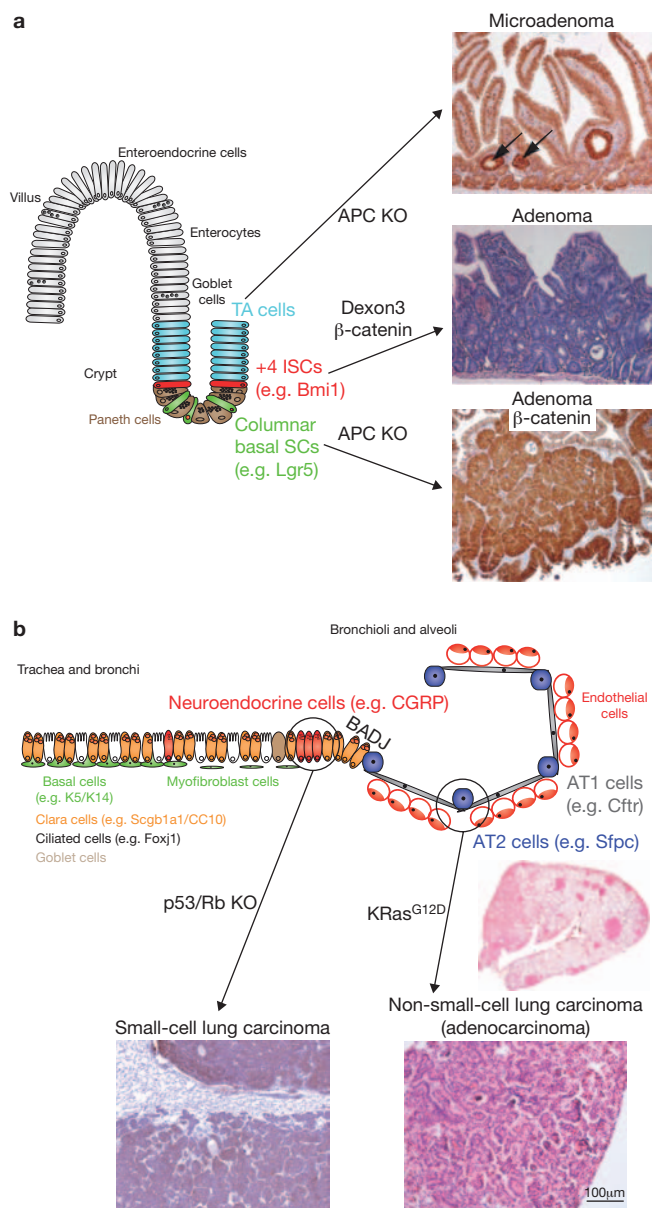 a
Microadenoma
Enteroendocrine cells
Villus
APC KO
Enterocytes
Adenoma
Goblet
cells
TA cells
Dexon3
β-catenin
+4 ISCs
(e.g. Bmi1)
Crypt
Paneth cells
Columnar
basal SCs
(e.g. Lgr5)
APC KO
Adenoma
β-catenin
b
Bronchioli and alveoli
Trachea and bronchi
Neuroendocrine cells (e.g. CGRP)
BADJ
Endothelial
cells
Basal cells
(e.g. K5/K14)
Myofibroblast cells
AT1 cells
(e.g. Cftr)
Clara cells (e.g. Scgb1a1/CC10)
Ciliated cells (e.g. Foxj1)
Goblet cells
AT2 cells (e.g. Sfpc)
p53/Rb KO
KRasG12D
Small-cell lung carcinoma
Non-small-cell lung carcinoma
(adenocarcinoma)
100μm